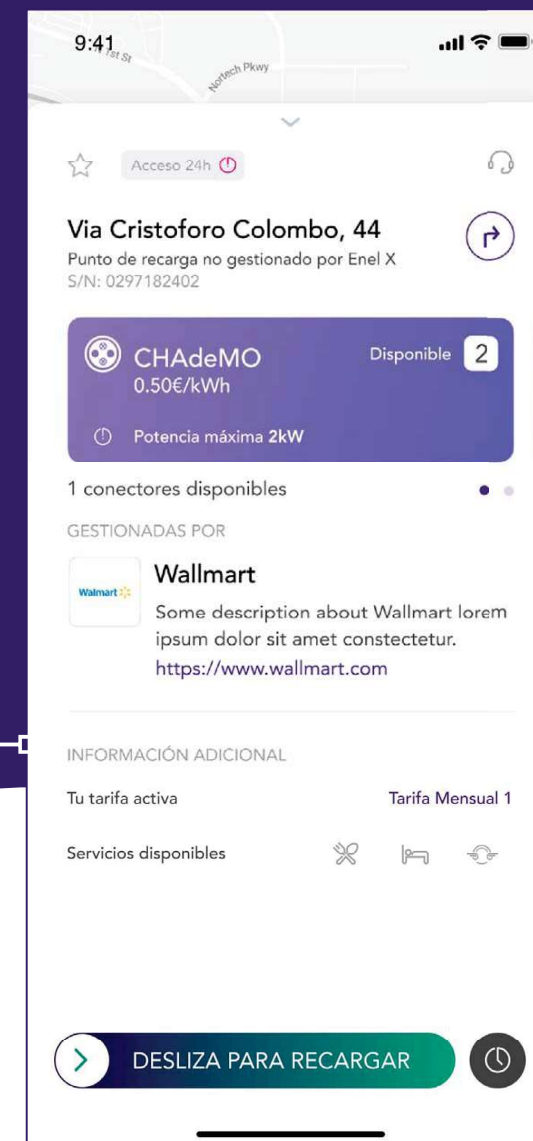 9:41
N 1st St
Nortech Pkwy
Acceso 24h
Via Cristoforo Colombo, 44
Punto de recarga no gestionado por Enel X
S/N: 0297182402
CHAdeMO
Disponible 2
0.50€/kWh
Potencia máxima 2kW
1 conectores disponibles
GESTIONADAS POR
Walmart
Wallmart
Some description about Wallmart lorem
ipsum dolor sit amet constectetur.
https://www.wallmart.com
INFORMACIÓN ADICIONAL
Tu tarifa activa
Tarifa Mensual 1
Servicios disponibles
DESLIZA PARA RECARGAR